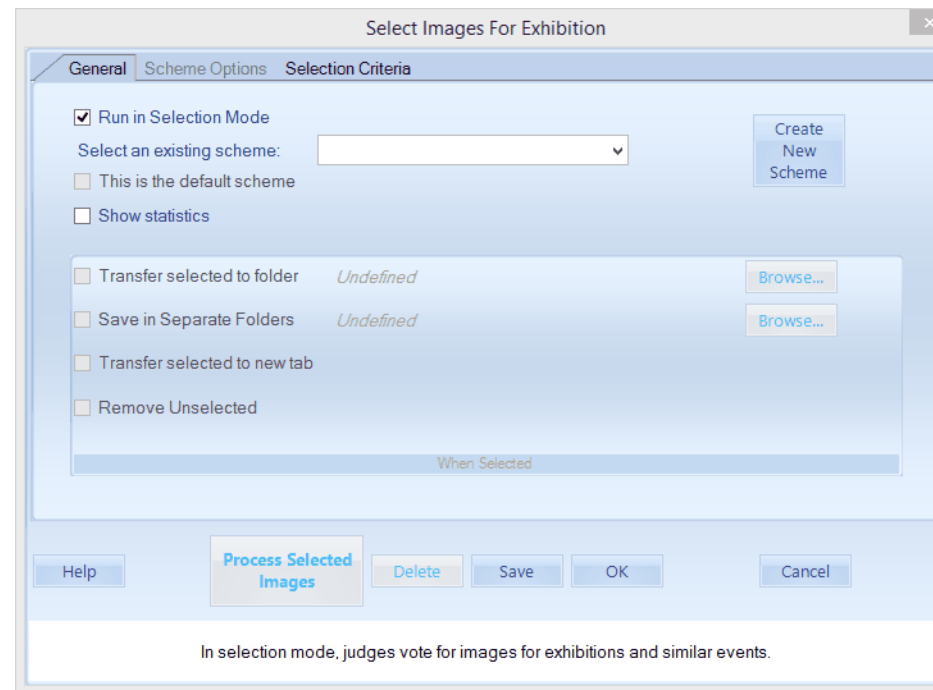 Select Images For Exhibition
General Scheme Options Selection Criteria
Run in Selection Mode
Select an existing scheme:
Create
New
Scheme
This is the default scheme
Show statistics
Transfer selected to folder Undefined Browse...
Save in Separate Folders Undefined Browse...
Transfer selected to new tab
Remove Unselected
When Selected
Help
Process Selected
Images
Delete Save OK Cancel
In selection mode, judges vote for images for exhibitions and similar events.